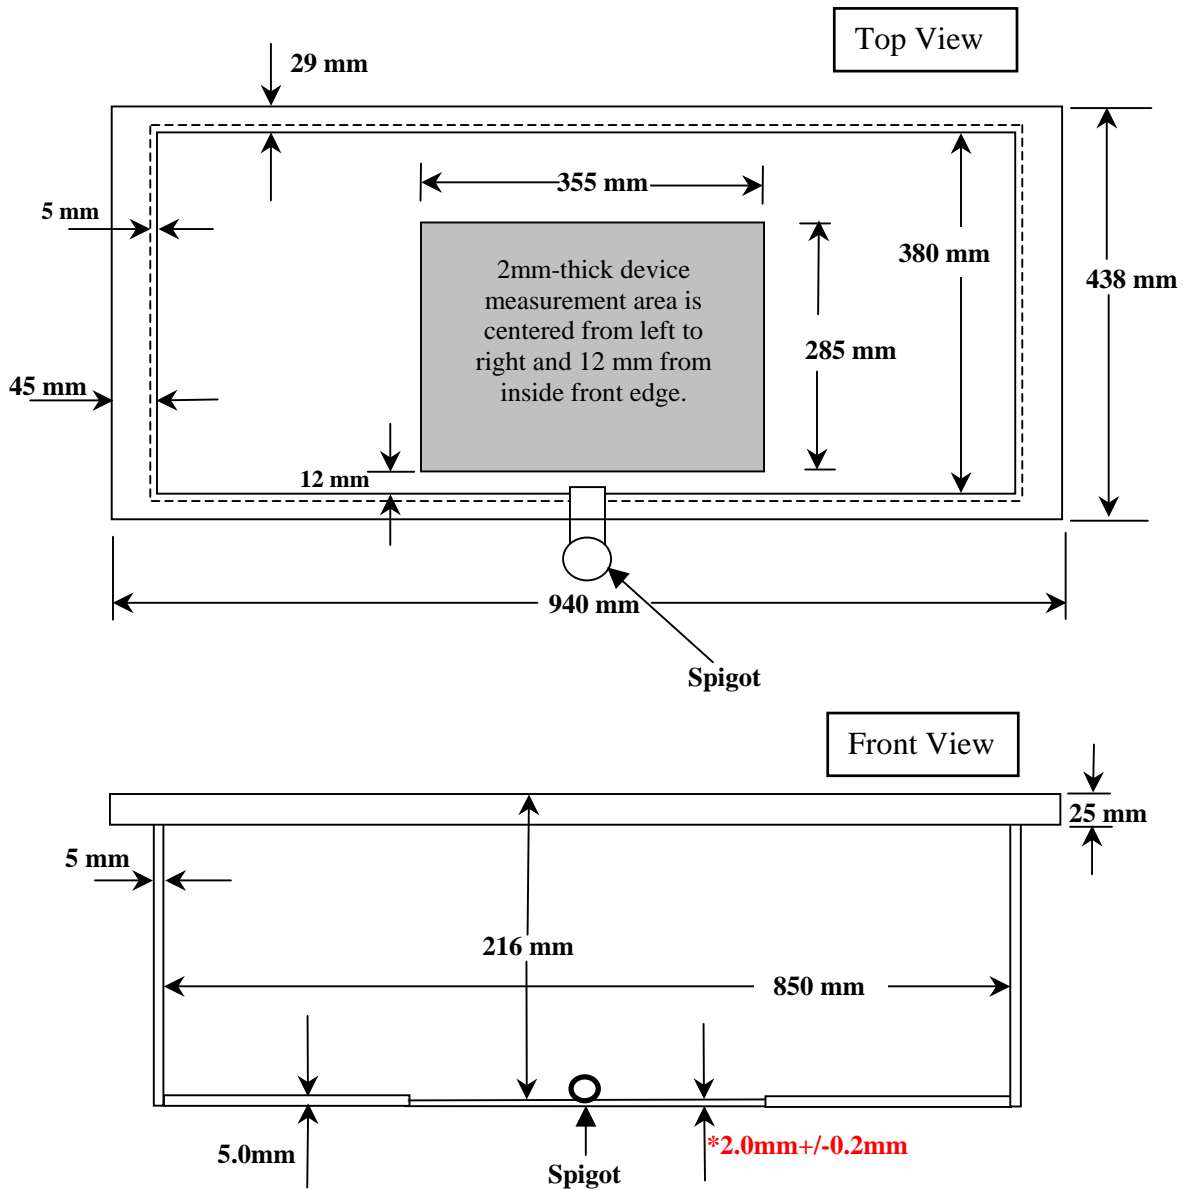 Top View
29 mm
355 mm
5 mm
380 mm
438 mm
2mm-thick device
measurement area is
centered from left to
right and 12 mm from
inside front edge.
285 mm
45 mm
12 mm
940 mm
Spigot
Front View
25 mm
5 mm
216 mm
850 mm
5.0mm
*2.0mm+/-0.2mm
Spigot